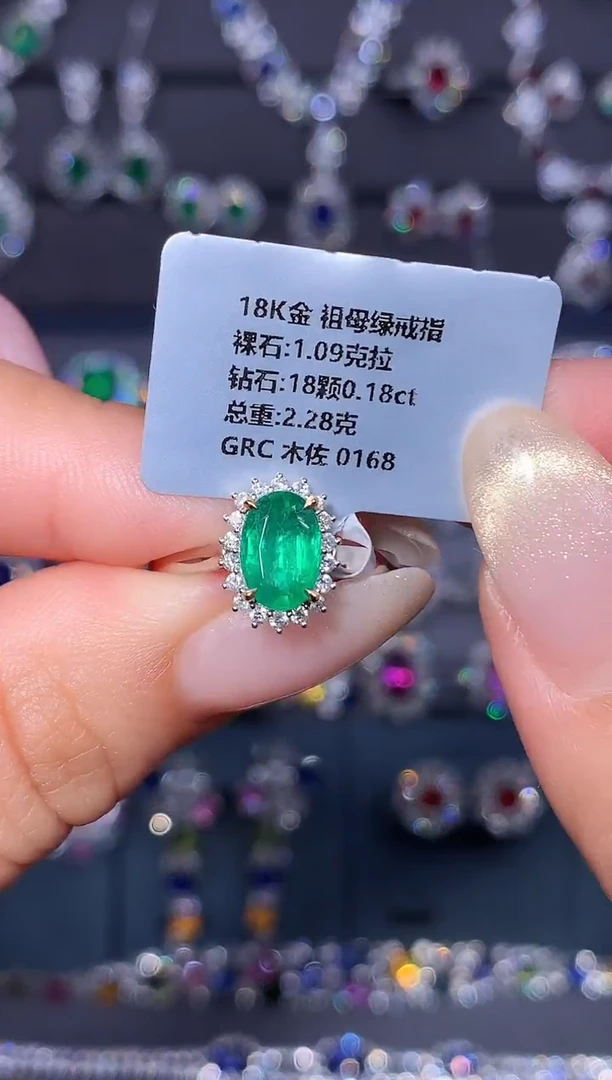 18K金 祖母绿戒指
裸石:1.09克拉
钻石:18颗0.18ct
总重:2.28克
GRC 木佐 0168